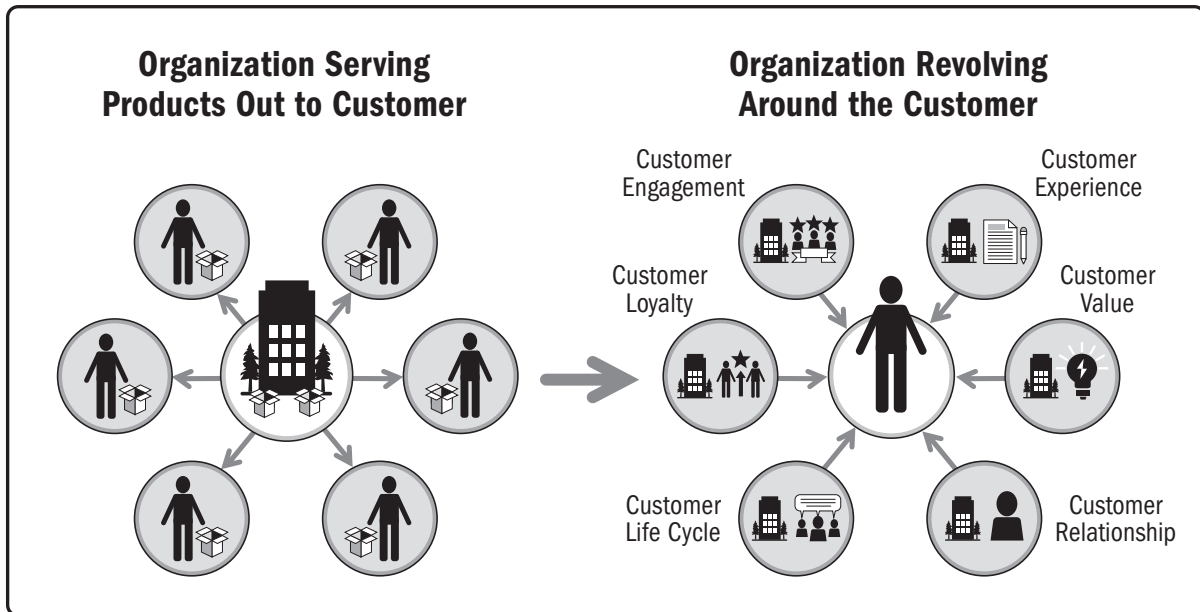 Organization Serving
Products Out to Customer
Organization Revolving
Around the Customer
Customer
Engagement
Customer
Experience
Customer
Loyalty
Customer
Value
Customer
Life Cycle
Customer
Relationship